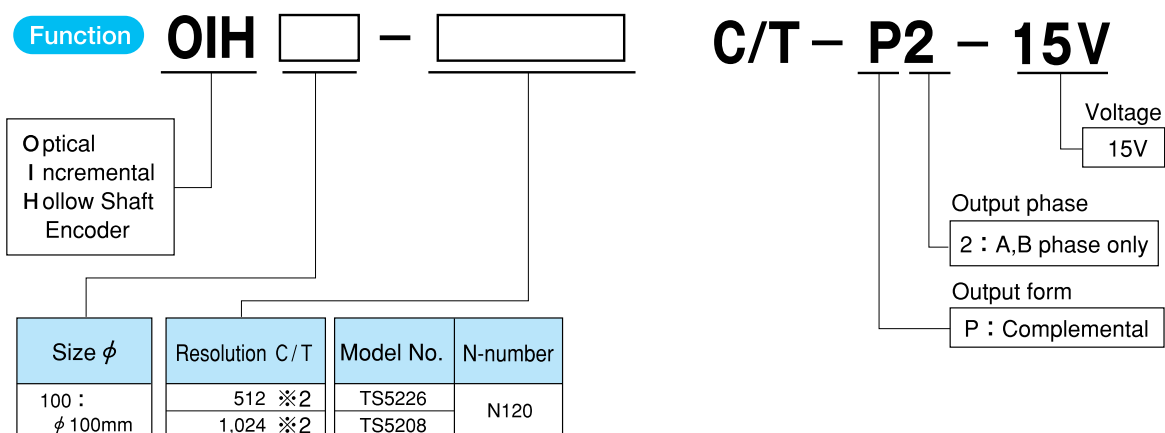 Function OIH - C/T - P2 - 15V
Optical
Incremental
Hollow Shaft
Encoder
Voltage
15V
Output phase
2 : A,B phase only
Output form
P : Complemental
Size ϕ Resolution C/T Model No. N-number
100 :
ϕ100mm
512 ※2 TS5226
1,024 ※2 TS5208
N120